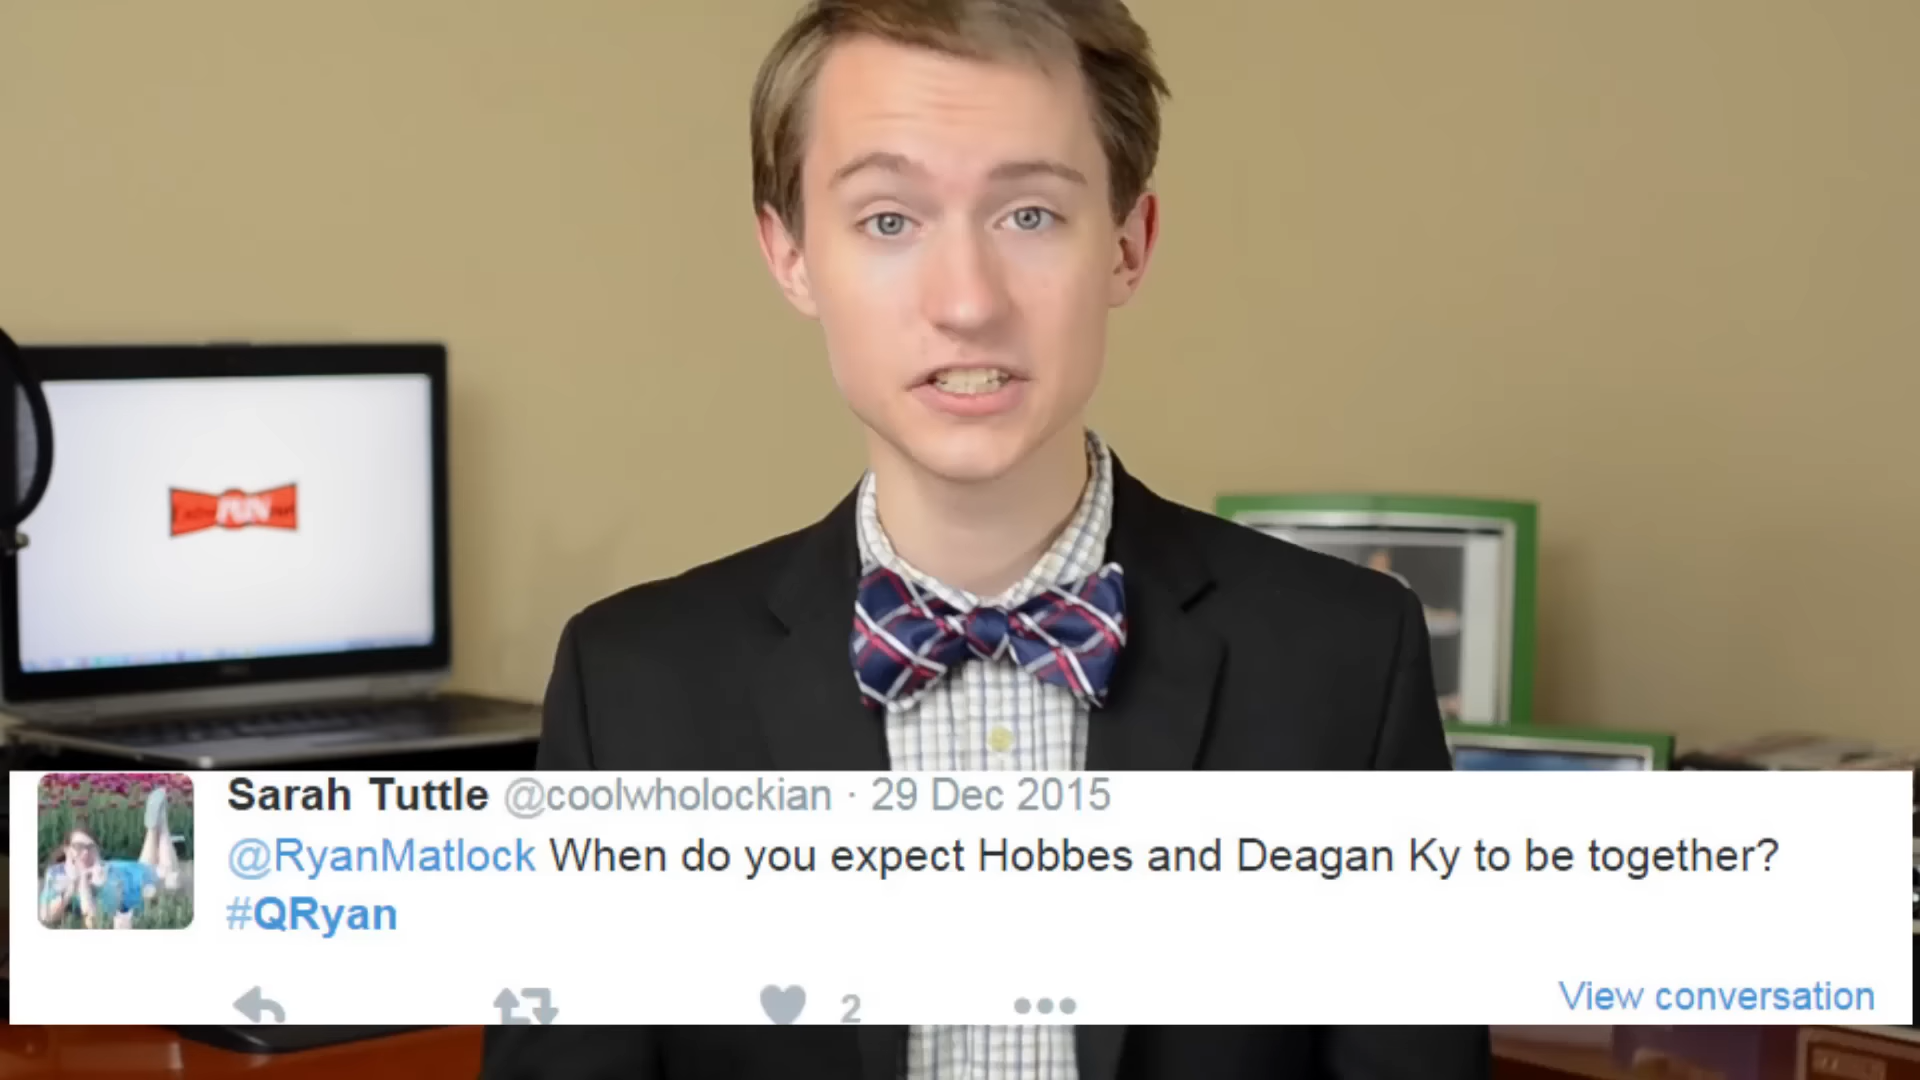 PUN
Sarah Tuttle @coolwholockian · 29 Dec 2015
@RyanMatlock When do you expect Hobbes and Deagan Ky to be together?
#QRyan
2
View conversation